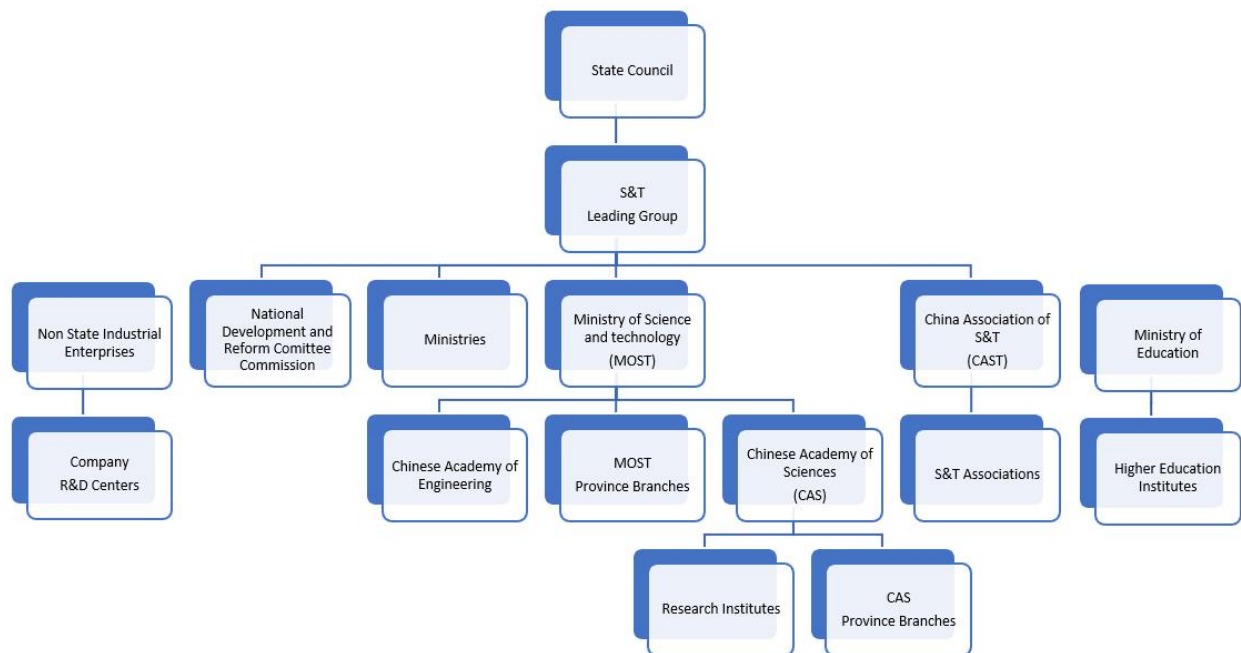 State Council
S&T
Leading Group
Non State Industrial
Enterprises
National
Development and
Reform Comittee
Commission
Ministries
Ministry of Science
and technology
(MOST)
China Association of
S&T
(CAST)
Ministry of
Education
Company
R&D Centers
Chinese Academy of
Engineering
MOST
Province Branches
Chinese Academy of
Sciences
(CAS)
S&T Associations
Higher Education
Institutes
Research Institutes
CAS
Province Branches